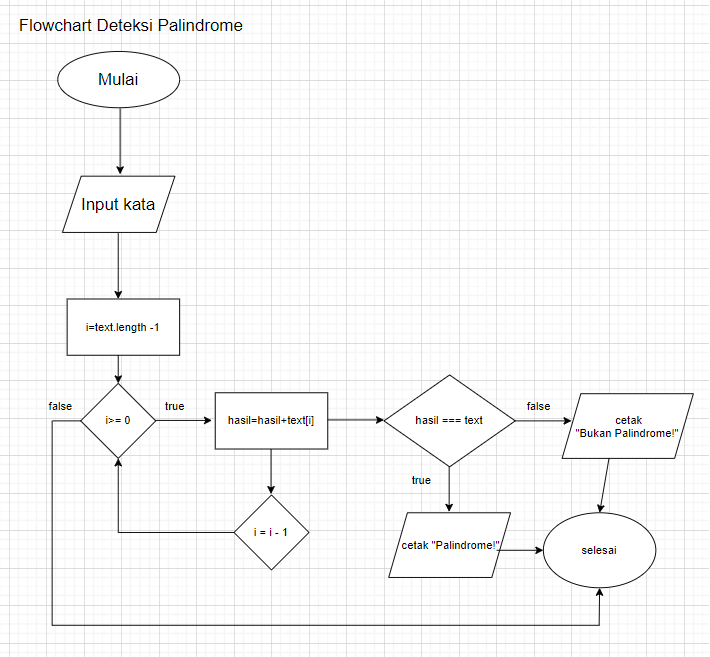 Flowchart Deteksi Palindrome
Mulai
Input kata
i=text.length -1
false
i>= 0
true
hasil=hasil+text[i]
i = i - 1
hasil === text
false
cetak
"Bukan Palindrome!"
true
cetak "Palindrome!"
selesai